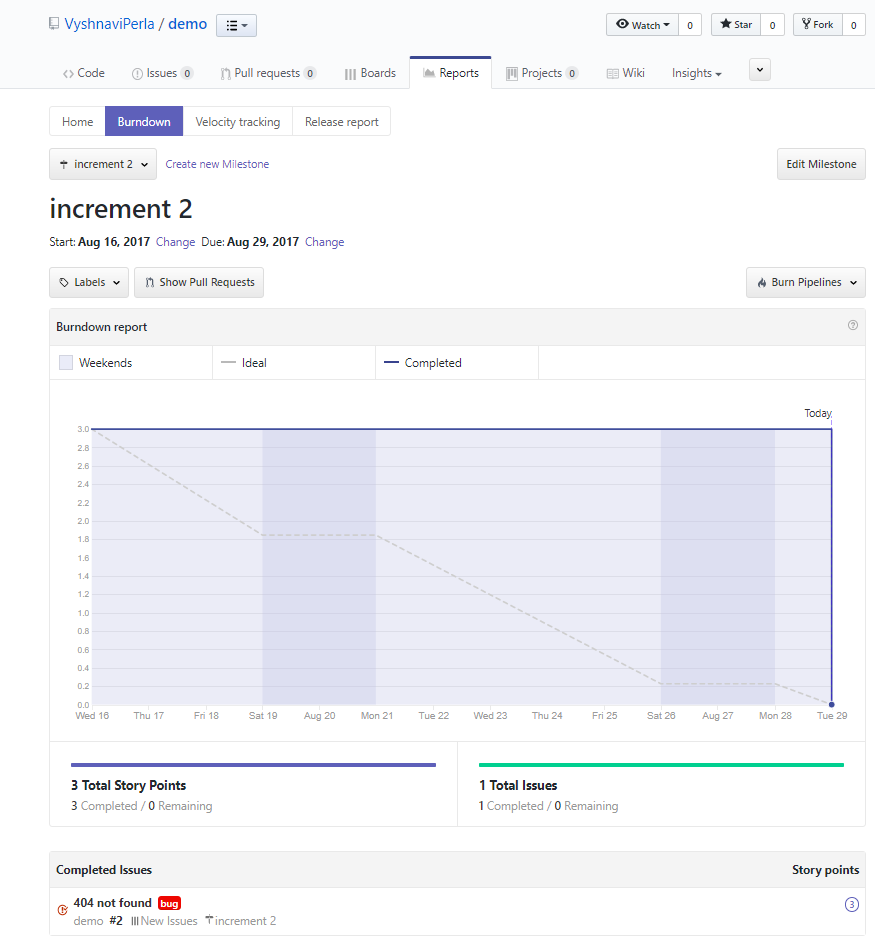 VyshnaviPerla / demo
Watch 0 Star 0 Fork 0
Code Issues 0 Pull requests 0 Boards Reports Projects 0 Wiki Insights
Home Burndown Velocity tracking Release report
increment 2 Create new Milestone Edit Milestone
increment 2
Start: Aug 16, 2017 Change Due: Aug 29, 2017 Change
Labels Show Pull Requests Burn Pipelines
Burndown report
Weekends Ideal Completed
Today
3.0
2.8
2.6
2.4
2.2
2.0
1.8
1.6
1.4
1.2
1.0
0.8
0.6
0.4
0.2
0.0
Wed 16 Thu 17 Fri 18 Sat 19 Aug 20 Mon 21 Tue 22 Wed 23 Thu 24 Fri 25 Sat 26 Aug 27 Mon 28 Tue 29
3 Total Story Points 1 Total Issues
3 Completed / 0 Remaining 1 Completed / 0 Remaining
Completed Issues Story points
404 not found bug 3
demo #2 New Issues increment 2